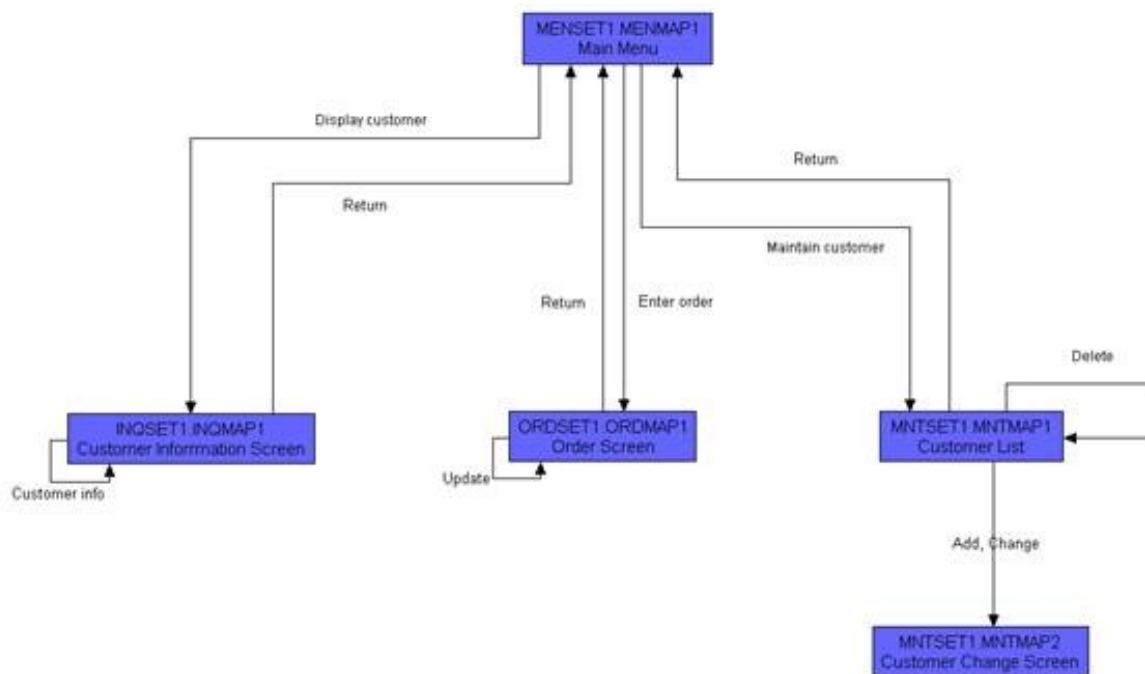 MENSET1.MENMAP1
Main Menu
Display customer
Return
Return
Maintain customer
Return
Enter order
Delete
INQSET1.INQMAP1
Customer Inforrmation Screen
Customer info
ORDSET1.ORDMAP1
Order Screen
Update
MNTSET1.MNTMAP1
Customer List
Add, Change
MNTSET1.MNTMAP2
Customer Change Screen